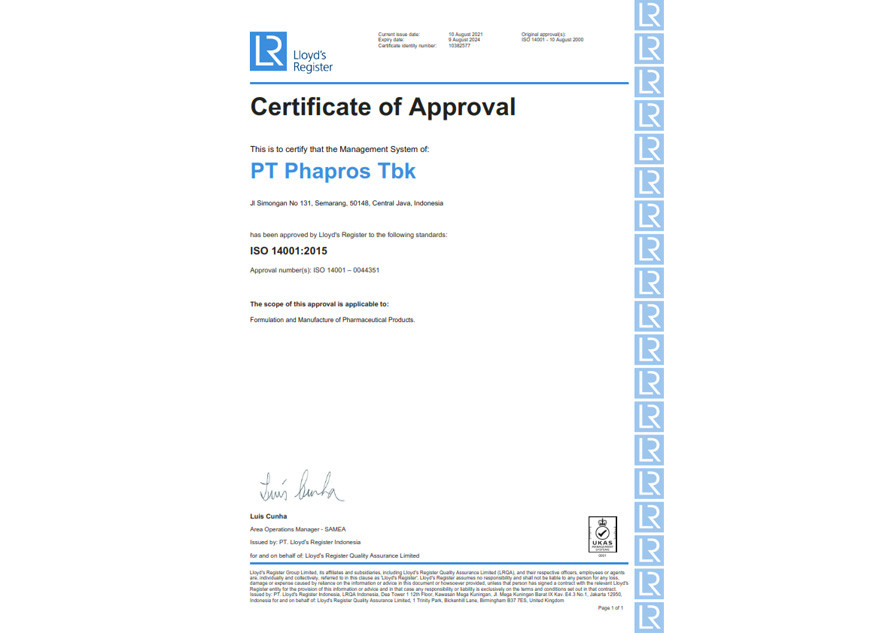 LR
Lloyd's
Register
Current issue date: 10 August 2021
Expiry date: 9 August 2024
Certificate identity number: 10382577
Original approval(s):
ISO 14001 - 10 August 2000
Certificate of Approval
This is to certify that the Management System of:
PT Phapros Tbk
Jl Simongan No 131, Semarang, 50148, Central Java, Indonesia
has been approved by Lloyd's Register to the following standards:
ISO 14001:2015
Approval number(s): ISO 14001 – 0044351
The scope of this approval is applicable to:
Formulation and Manufacture of Pharmaceutical Products.
Luis Cunha
Luis Cunha
Area Operations Manager - SAMEA
Issued by: PT. Lloyd's Register Indonesia
for and on behalf of: Lloyd's Register Quality Assurance Limited
UKAS
MANAGEMENT
SYSTEMS
Lloyd's Register Group Limited, its affiliates and subsidiaries, including Lloyd's Register Quality Assurance Limited (LRQA), and their respective officers, employees or agents
are, individually and collectively, referred to in this clause as 'Lloyd's Register'. Lloyd's Register assumes no responsibility and shall not be liable to any person for any loss,
damage or expense caused by reliance on the information or advice in this document or howsoever provided, unless that person has signed a contract with the relevant Lloyd's
Register entity for the provision of this information or advice and in that case any responsibility or liability is exclusively on the terms and conditions set out in that contract.
Issued by: PT. Lloyd's Register Indonesia, LRQA Indonesia, Oea Tower 1 12th Floor, Kawasan Mega Kuningan, Jl. Mega Kuningan Barat IX Kav. E4.3 No.1, Jakarta 12950,
Indonesia for and on behalf of: Lloyd's Register Quality Assurance Limited, 1 Trinity Park, Bickenhill Lane, Birmingham B37 7ES, United Kingdom
Page 1 of 1